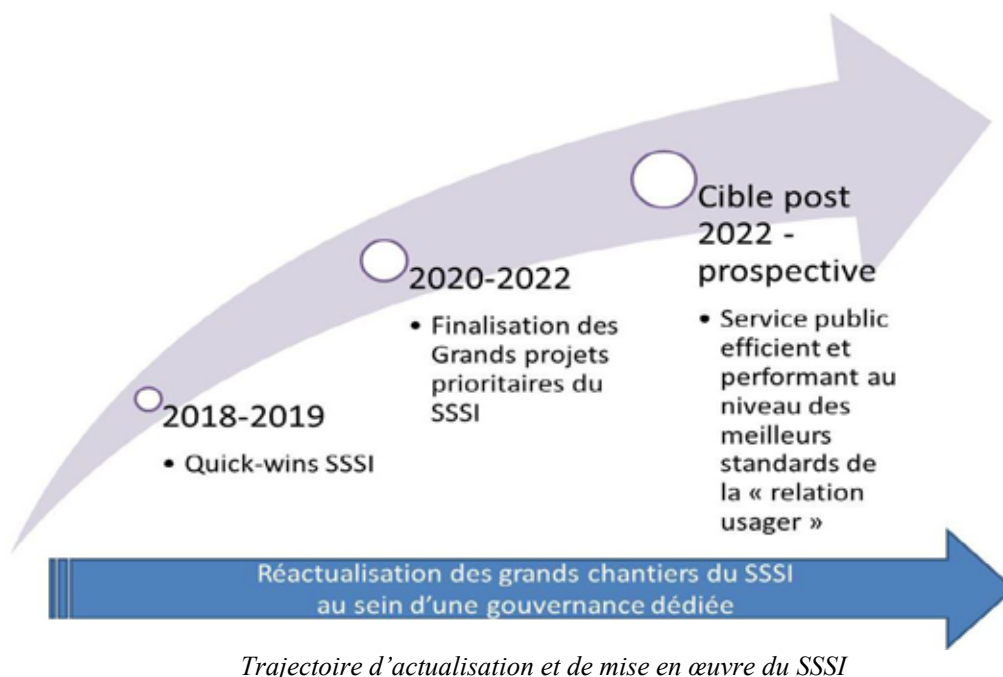 2018-2019
• Quick-wins SSSI
2020-2022
• Finalisation des
Grands projets
prioritaires du
SSSI
Cible post
2022 -
prospective
• Service public
efficient et
performant au
niveau des
meilleurs
standards de
la « relation
usager »
Réactualisation des grands chantiers du SSSI
au sein d'une gouvernance dédiée
Trajectoire d'actualisation et de mise en œuvre du SSSI